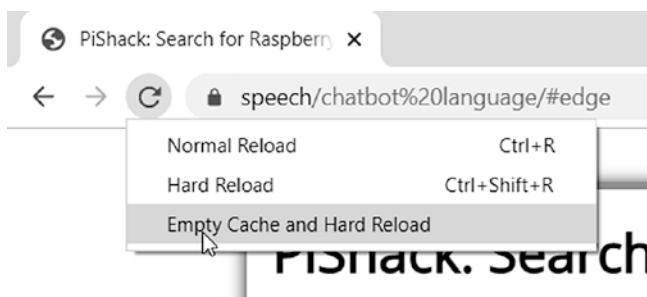 PiShack: Search for Raspberry
speech/chatbot%20language/#edge
Normal Reload Ctrl+R
Hard Reload Ctrl+Shift+R
Empty Cache and Hard Reload
PiShack. Search